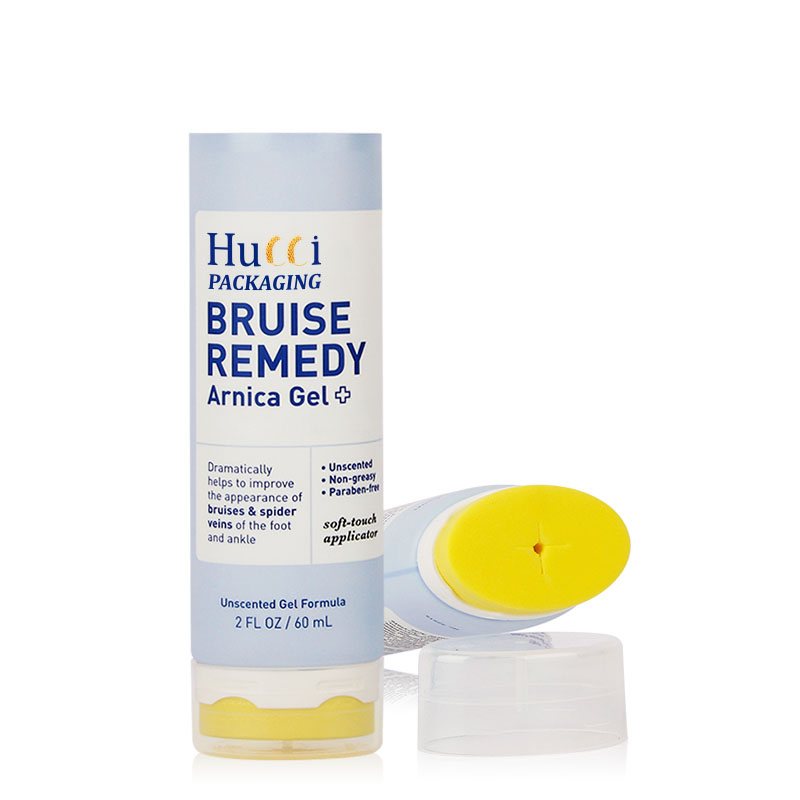 Hucci
PACKAGING
BRUISE
REMEDY
Arnica Gel
Dramatically
helps to improve
the appearance of
bruises & spider
veins of the foot
and ankle
• Unscented
• Non-greasy
• Paraben-free
soft-touch
applicator
Unscented Gel Formula
2 FL OZ / 60 mL